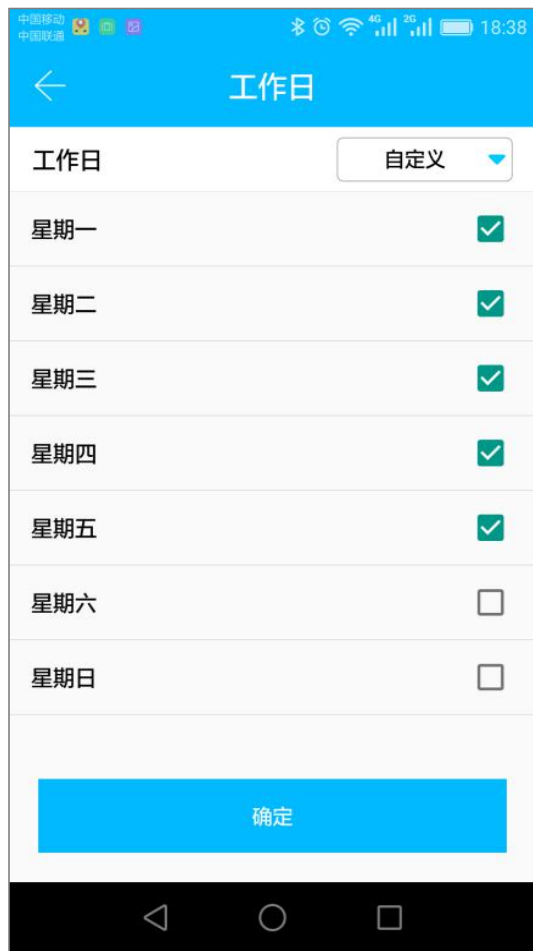 中国移动
中国联通
4G 2G 18:38
工作日
工作日 自定义
星期一
星期二
星期三
星期四
星期五
星期六
星期日
确定